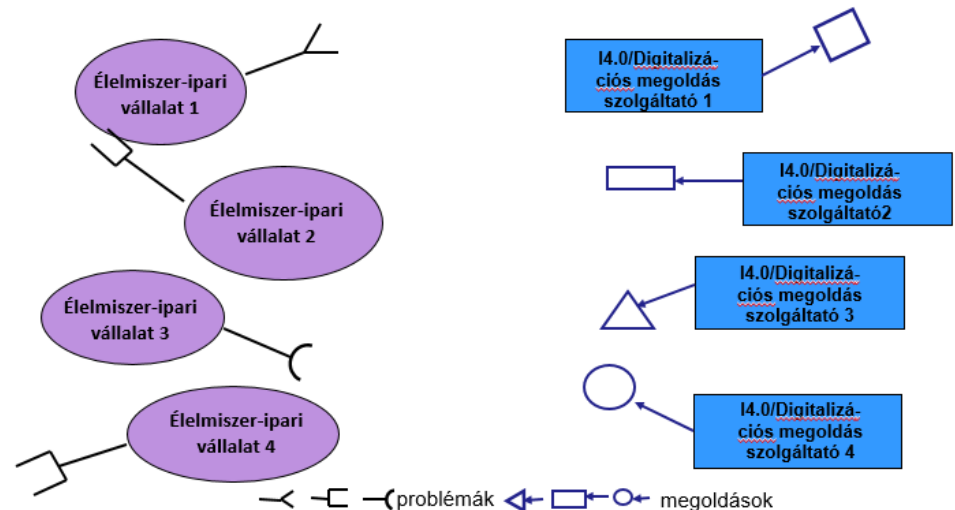 Élelmiszer-ipari
vállalat 1
Élelmiszer-ipari
vállalat 2
Élelmiszer-ipari
vállalat 3
Élelmiszer-ipari
vállalat 4
I4.0/Digitalizá-
ciós megoldás
szolgáltató 1
I4.0/Digitalizá-
ciós megoldás
szolgáltató2
I4.0/Digitalizá-
ciós megoldás
szolgáltató 3
I4.0/Digitalizá-
ciós megoldás
szolgáltató 4
problémák
megoldások